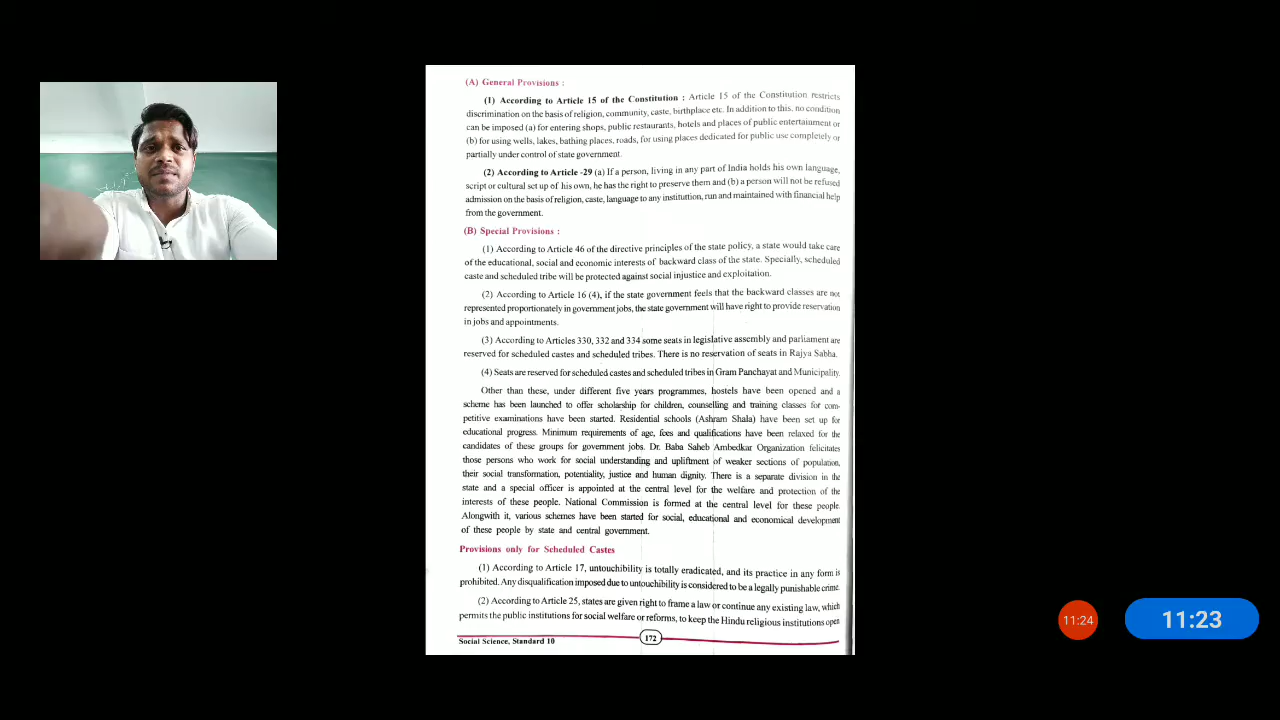 (A) General Provisions :
(1) According to Article 15 of the Constitution : Article 15 of the Constitution restricts
discrimination on the basis of religion, community, caste, birthplace etc. In addition to this, no condition
can be imposed (a) for entering shops, public restaurants, hotels and places of public entertainment or
(b) for using wells, lakes, bathing places, roads, for using places dedicated for public use completely or
partially under control of state government.
(2) According to Article -29 (a) If a person, living in any part of India holds his own language,
script or cultural set up of his own, he has the right to preserve them and (b) a person will not be refused
admission on the basis of religion, caste, language to any institution, run and maintained with financial help
from the government.
(B) Special Provisions :
(1) According to Article 46 of the directive principles of the state policy, a state would take care
of the educational, social and economic interests of backward class of the state. Specially, scheduled
caste and scheduled tribe will be protected against social injustice and exploitation.
(2) According to Article 16 (4), if the state government feels that the backward classes are not
represented proportionately in government jobs, the state government will have right to provide reservation
in jobs and appointments.
(3) According to Articles 330, 332 and 334 some seats in legislative assembly and parliament are
reserved for scheduled castes and scheduled tribes. There is no reservation of seats in Rajya Sabha.
(4) Seats are reserved for scheduled castes and scheduled tribes in Gram Panchayat and Municipality.
Other than these, under different five years programmes, hostels have been opened and a
scheme has been launched to offer scholarship for children, counselling and training classes for com-
petitive examinations have been started. Residential schools (Ashram Shala) have been set up for
educational progress. Minimum requirements of age, fees and qualifications have been relaxed for the
candidates of these groups for government jobs. Dr. Baba Saheb Ambedkar Organization felicitates
those persons who work for social understanding and upliftment of weaker sections of population,
their social transformation, potentiality, justice and human dignity. There is a separate division in the
state and a special officer is appointed at the central level for the welfare and protection of the
interests of these people. National Commission is formed at the central level for these people.
Alongwith it, various schemes have been started for social, educational and economical development
of these people by state and central government.
Provisions only for Scheduled Castes
(1) According to Article 17, untouchibility is totally eradicated, and its practice in any form is
prohibited. Any disqualification imposed due to untouchibility is considered to be a legally punishable crime.
(2) According to Article 25, states are given right to frame a law or continue any existing law, which
permits the public institutions for social welfare or reforms, to keep the Hindu religious institutions open
Social Science, Standard 10
172
11:24
11:23